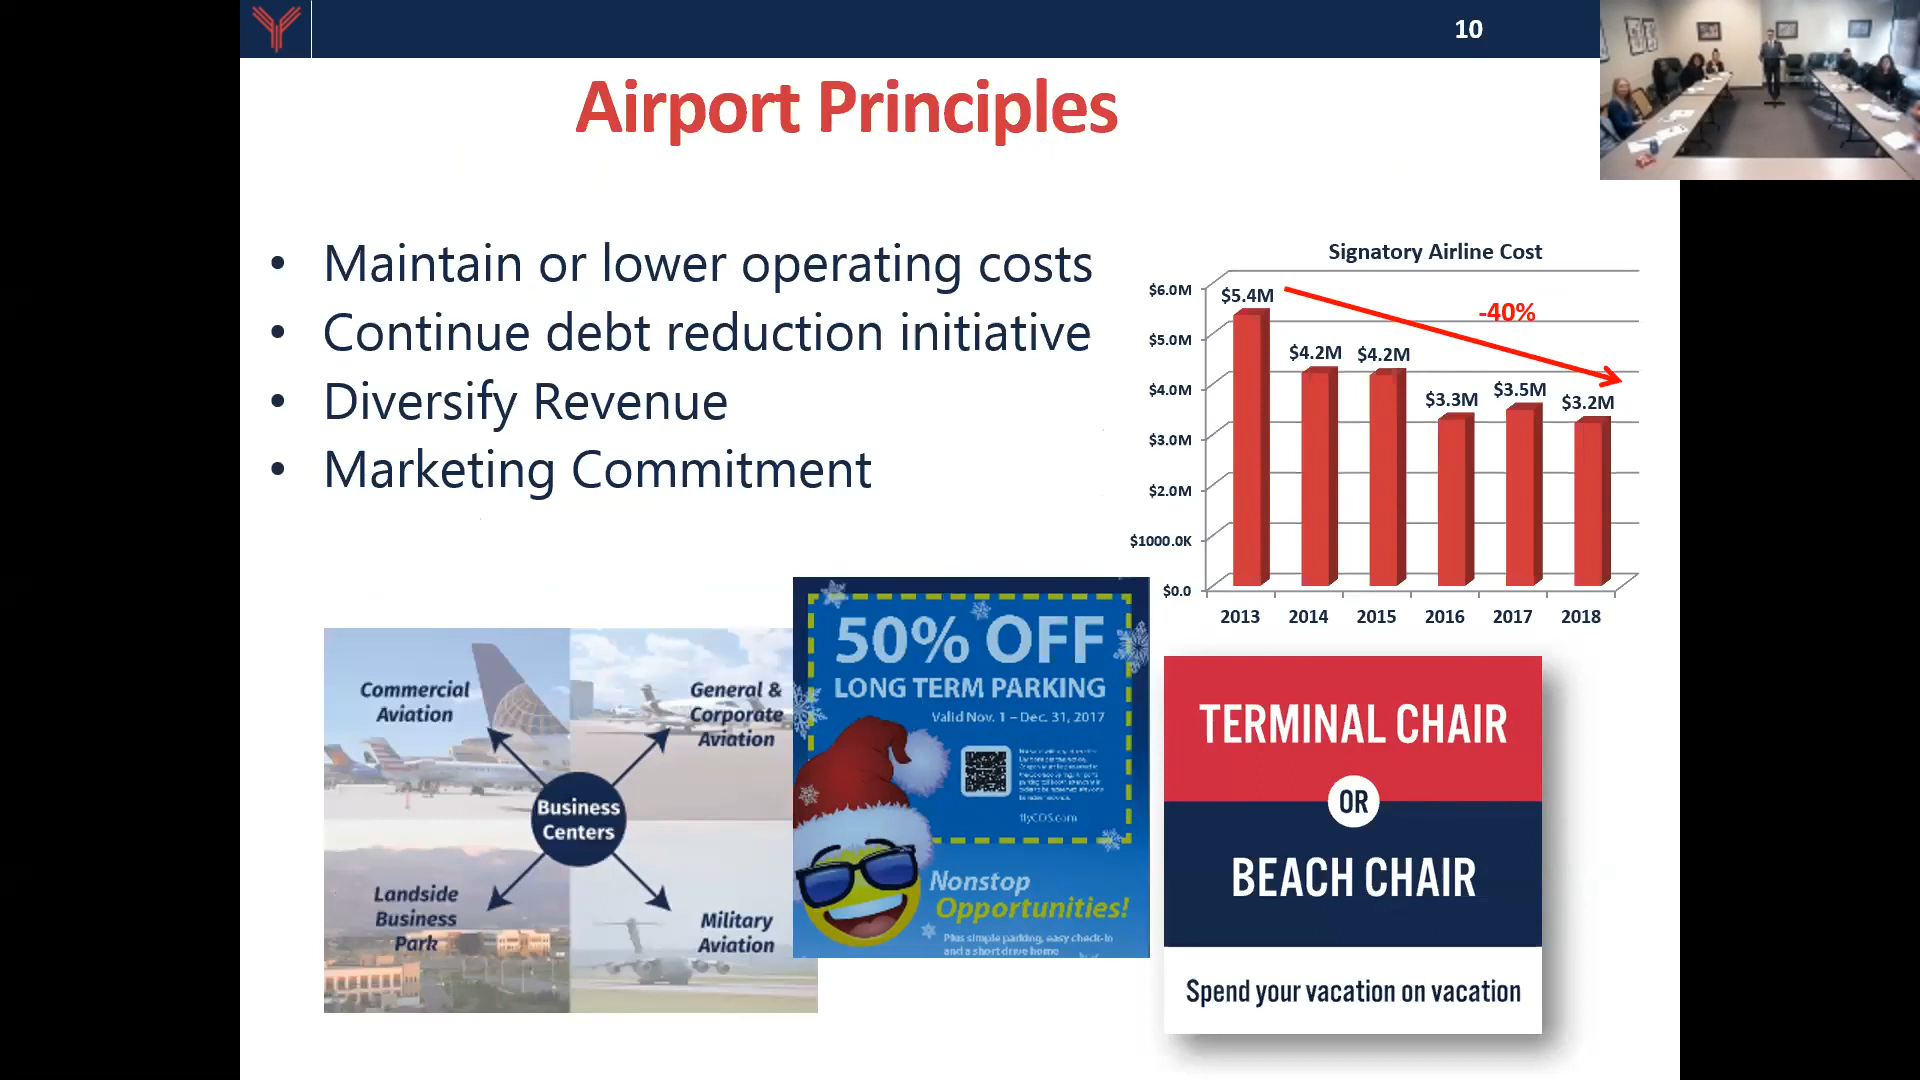 10
Airport Principles
• Maintain or lower operating costs
• Continue debt reduction initiative
• Diversify Revenue
• Marketing Commitment
Signatory Airline Cost
$6.0M
$5.0M
$4.0M
$3.0M
$2.0M
$1000.0K
$0.0
$5.4M
$4.2M
$4.2M
$3.3M
$3.5M
$3.2M
-40%
2013 2014 2015 2016 2017 2018
Commercial
Aviation
General &
Corporate
Aviation
Business
Centers
Landside
Business
Park
Military
Aviation
50% OFF
LONG TERM PARKING
Valid Nov. 1 – Dec. 31, 2017
flyCOS.com
Nonstop
Opportunities!
Plus simple parking, easy check-in
and a short drive home
TERMINAL CHAIR
OR
BEACH CHAIR
Spend your vacation on vacation